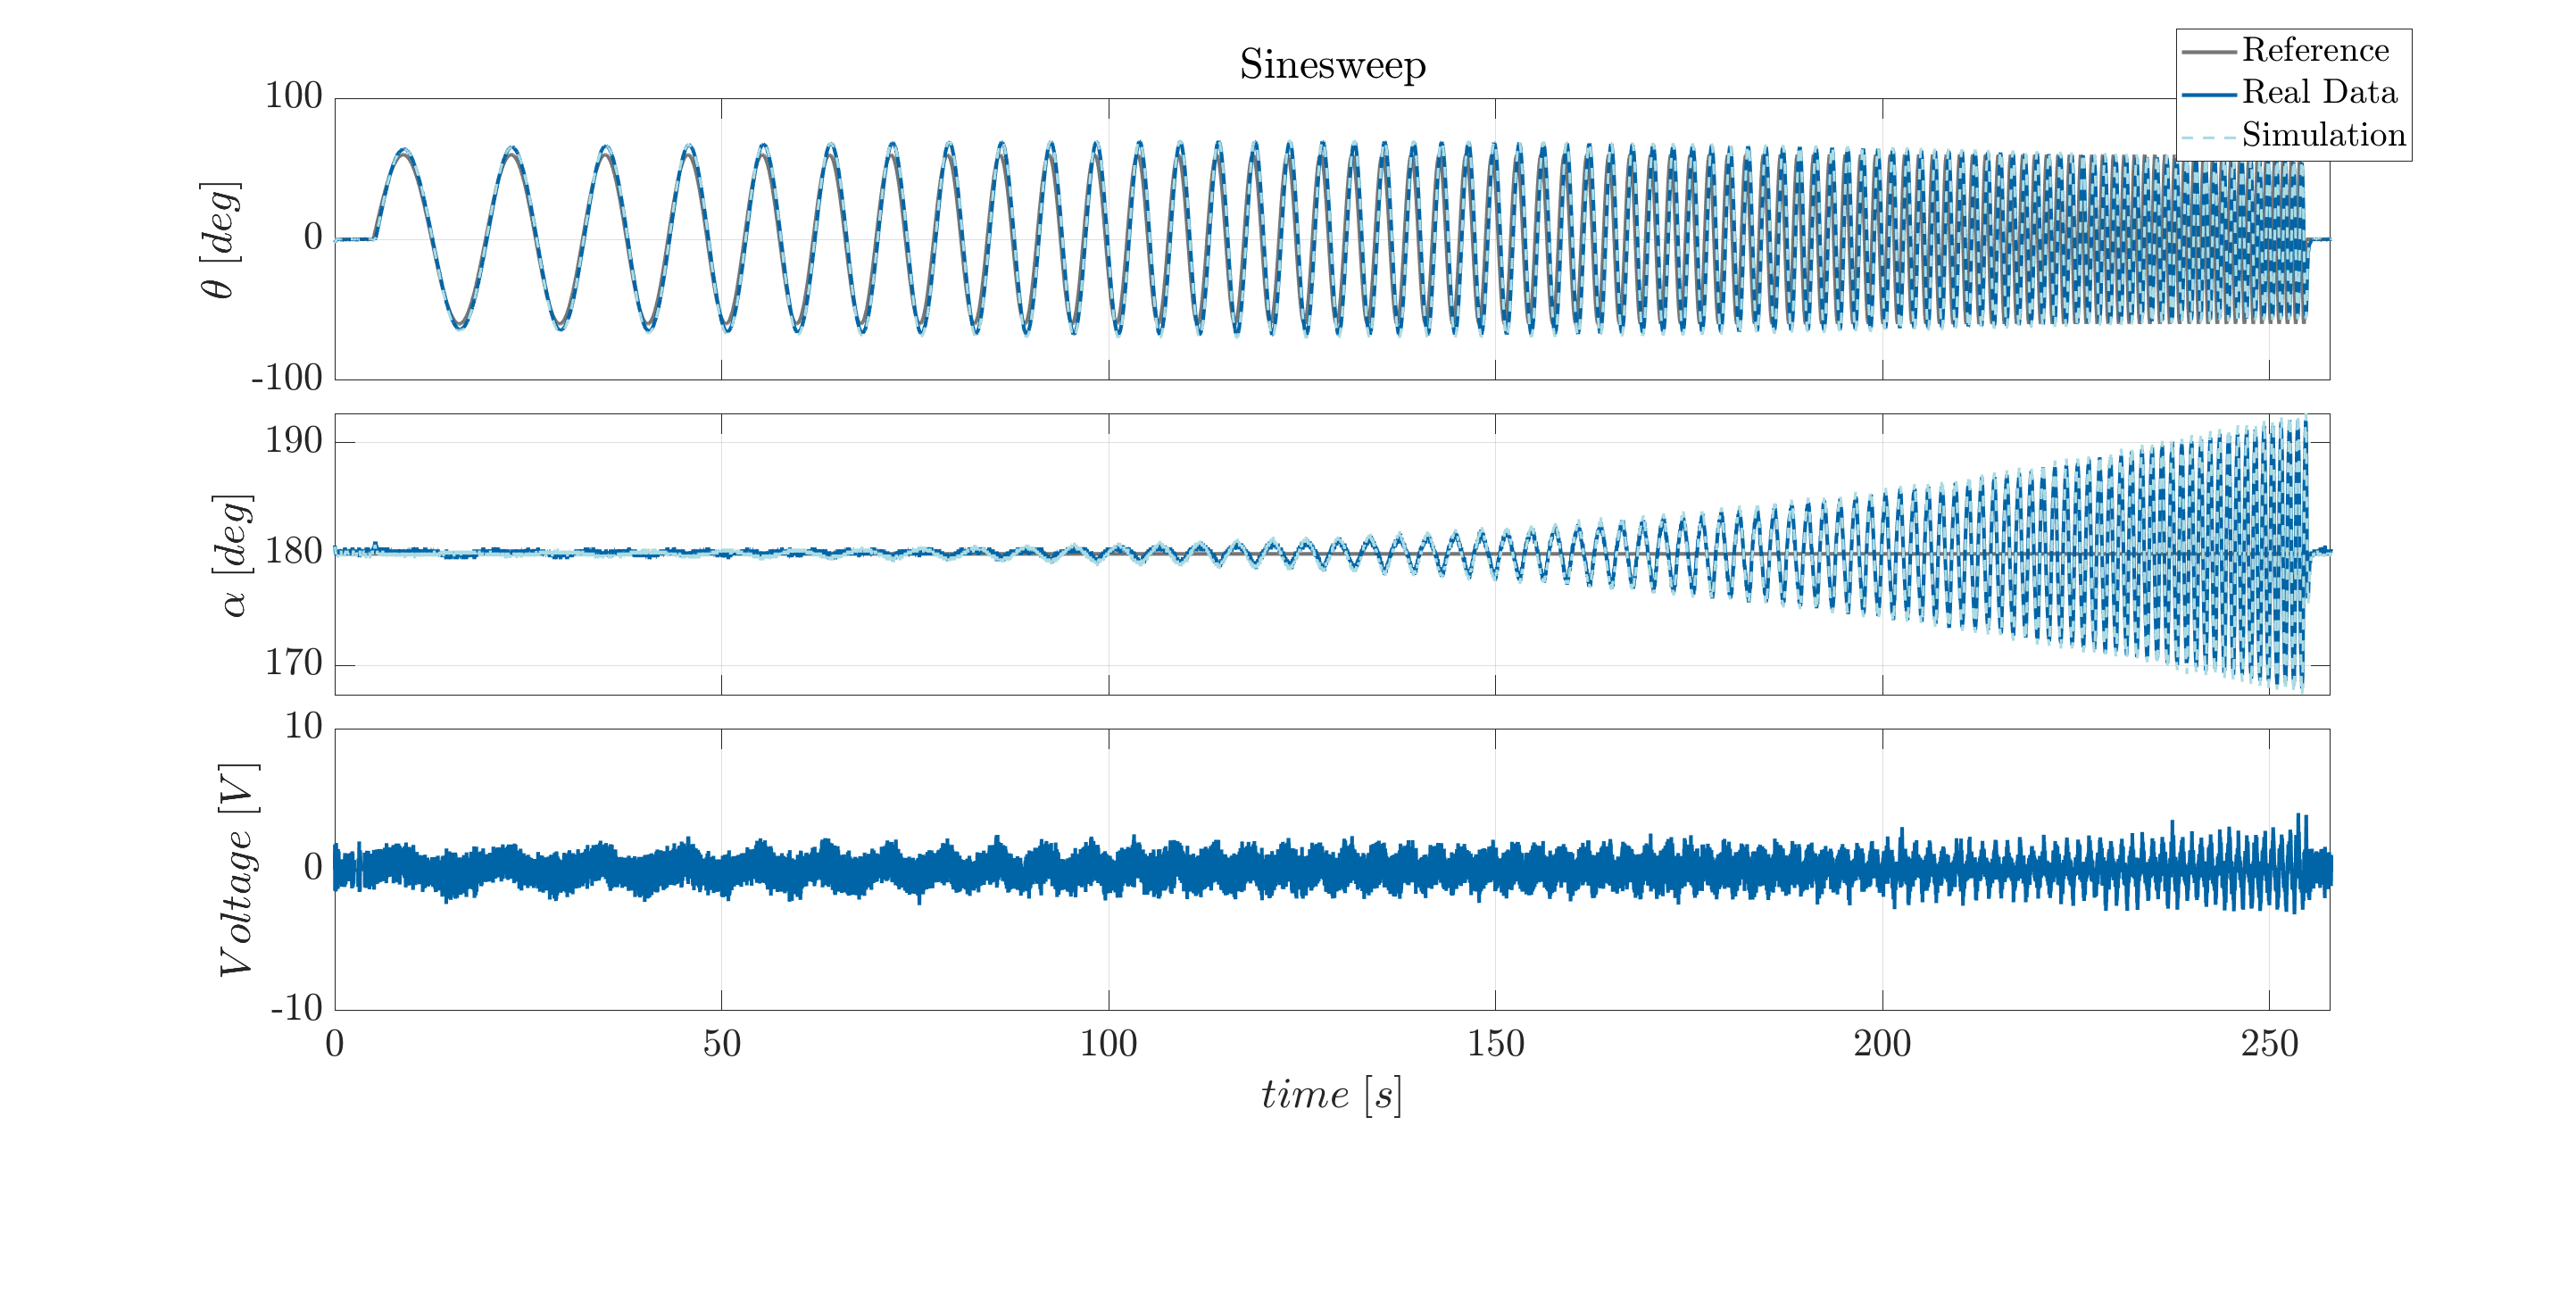 Sinesweep
Reference
Real Data
Simulation
100
0
-100
θ [deg]
190
180
170
α [deg]
10
0
-10
Voltage [V]
0 50 100 150 200 250
time [s]